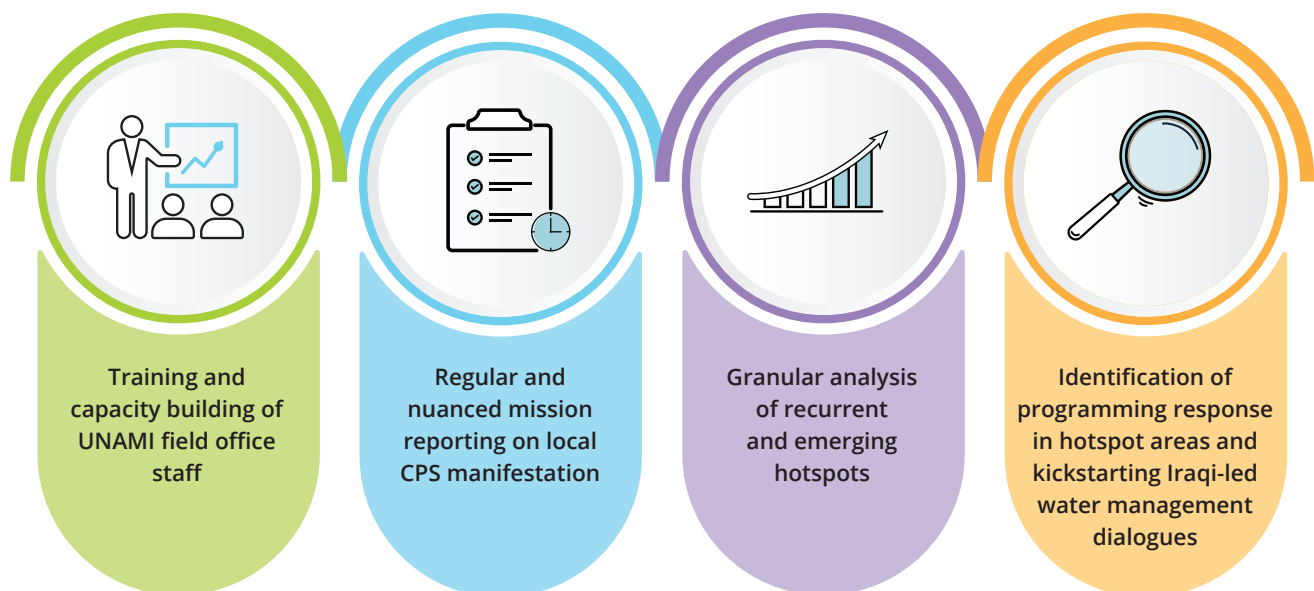 Training and
capacity building of
UNAMI field office
staff
Regular and
nuanced mission
reporting on local
CPS manifestation
Granular analysis
of recurrent
and emerging
hotspots
Identification of
programming response
in hotspot areas and
kickstarting Iraqi-led
water management
dialogues